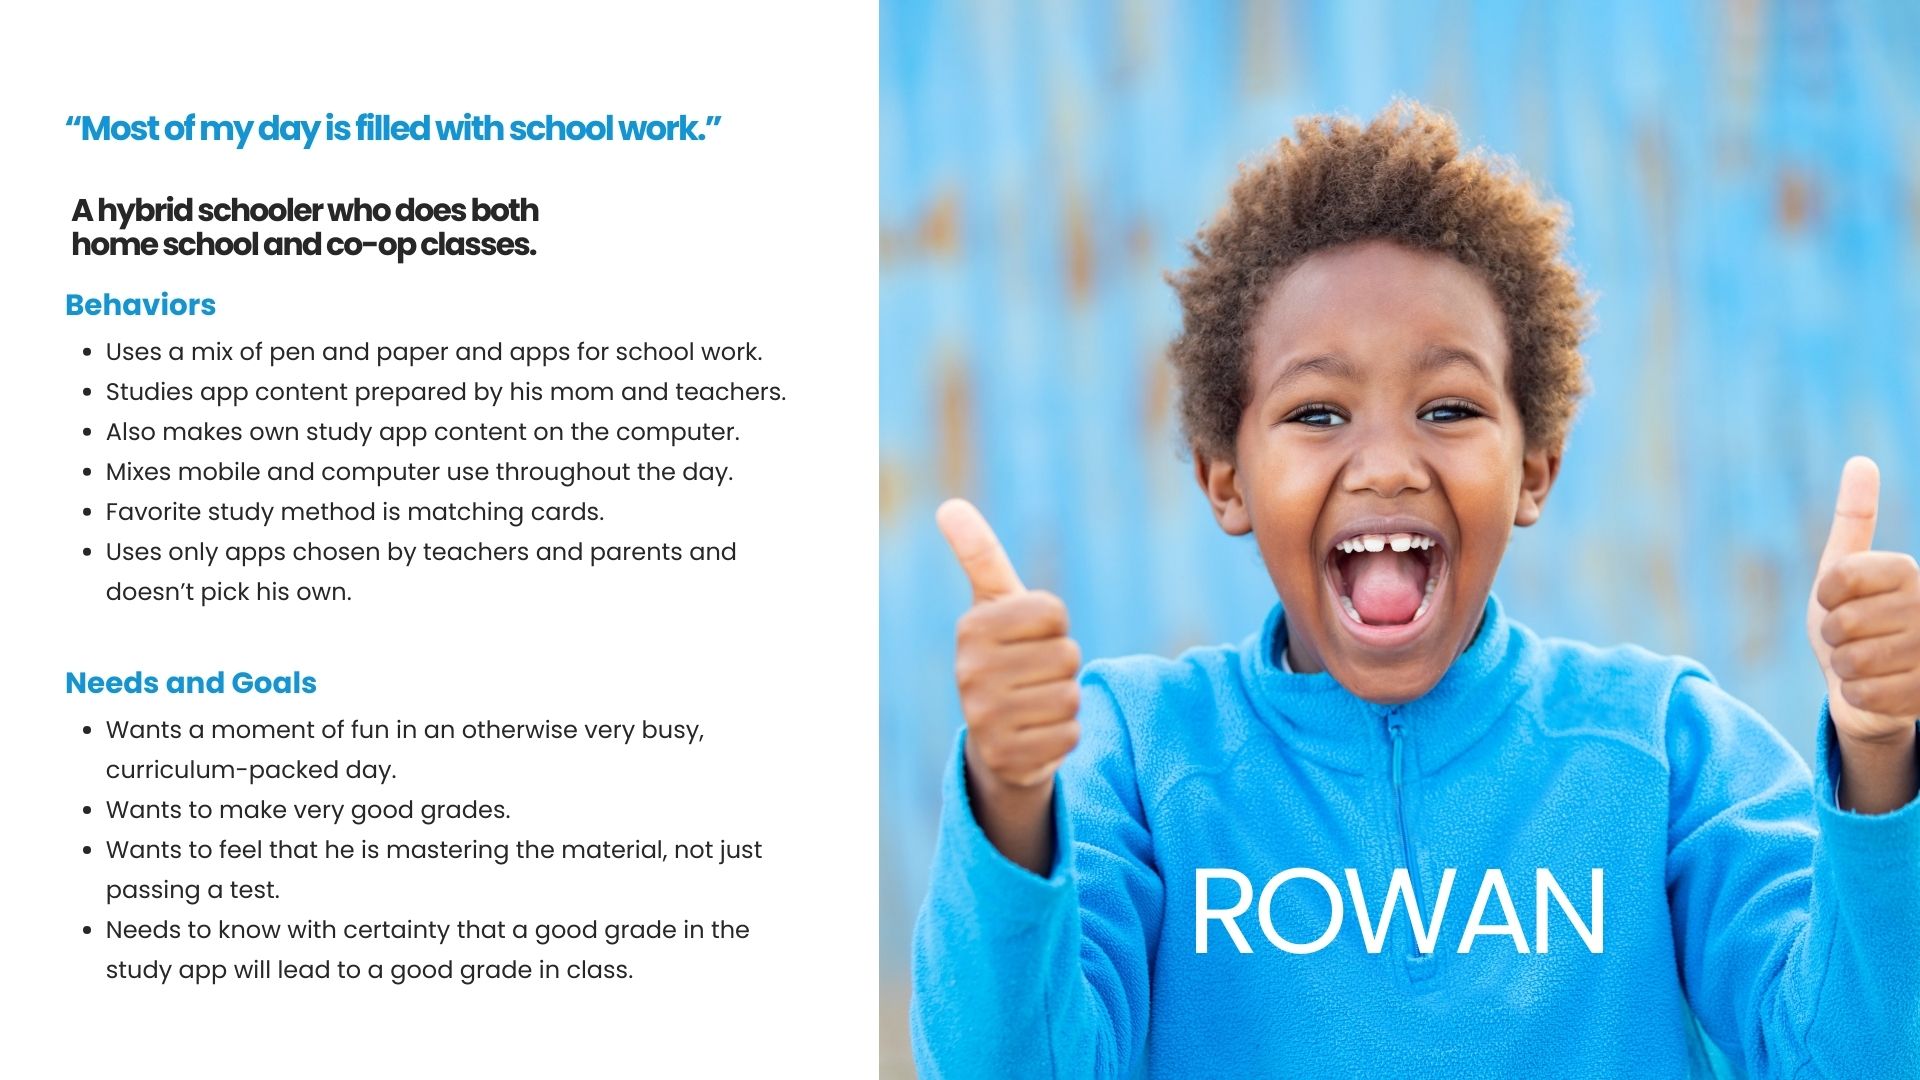 “Most of my day is filled with school work.”
A hybrid schooler who does both
home school and co-op classes.
Behaviors
• Uses a mix of pen and paper and apps for school work.
• Studies app content prepared by his mom and teachers.
• Also makes own study app content on the computer.
• Mixes mobile and computer use throughout the day.
• Favorite study method is matching cards.
• Uses only apps chosen by teachers and parents and
doesn’t pick his own.
Needs and Goals
• Wants a moment of fun in an otherwise very busy,
curriculum-packed day.
• Wants to make very good grades.
• Wants to feel that he is mastering the material, not just
passing a test.
• Needs to know with certainty that a good grade in the
study app will lead to a good grade in class.
ROWAN